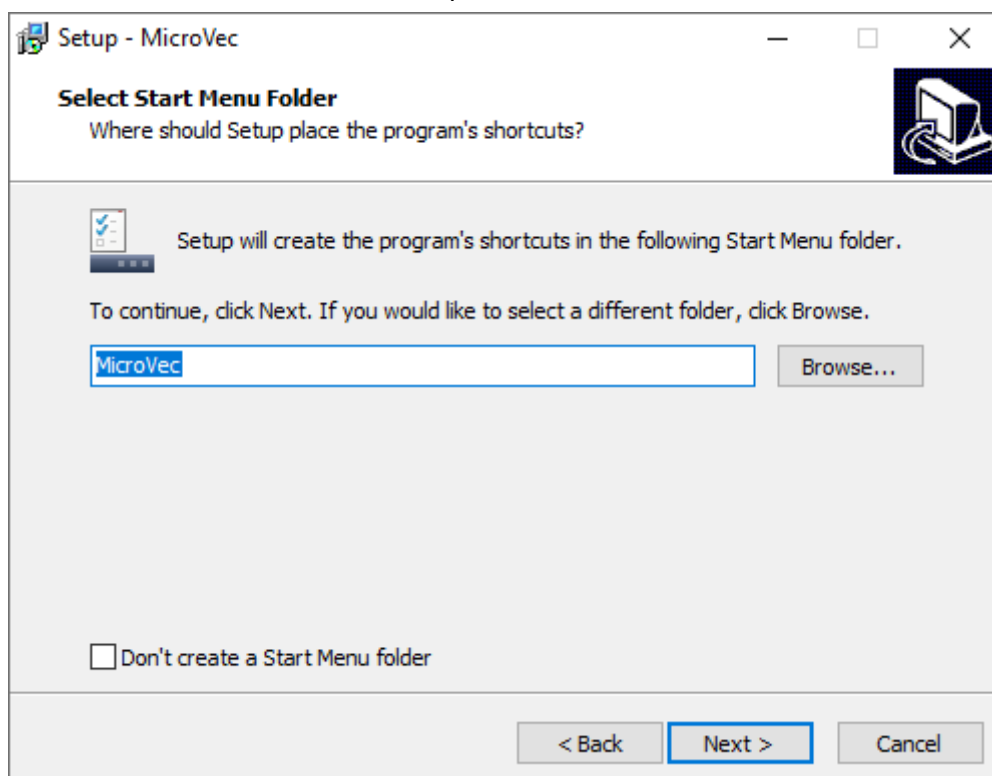 Setup - MicroVec
Select Start Menu Folder
Where should Setup place the program's shortcuts?
Setup will create the program's shortcuts in the following Start Menu folder.
To continue, click Next. If you would like to select a different folder, click Browse.
MicroVec
Browse...
Don't create a Start Menu folder
< Back
Next >
Cancel